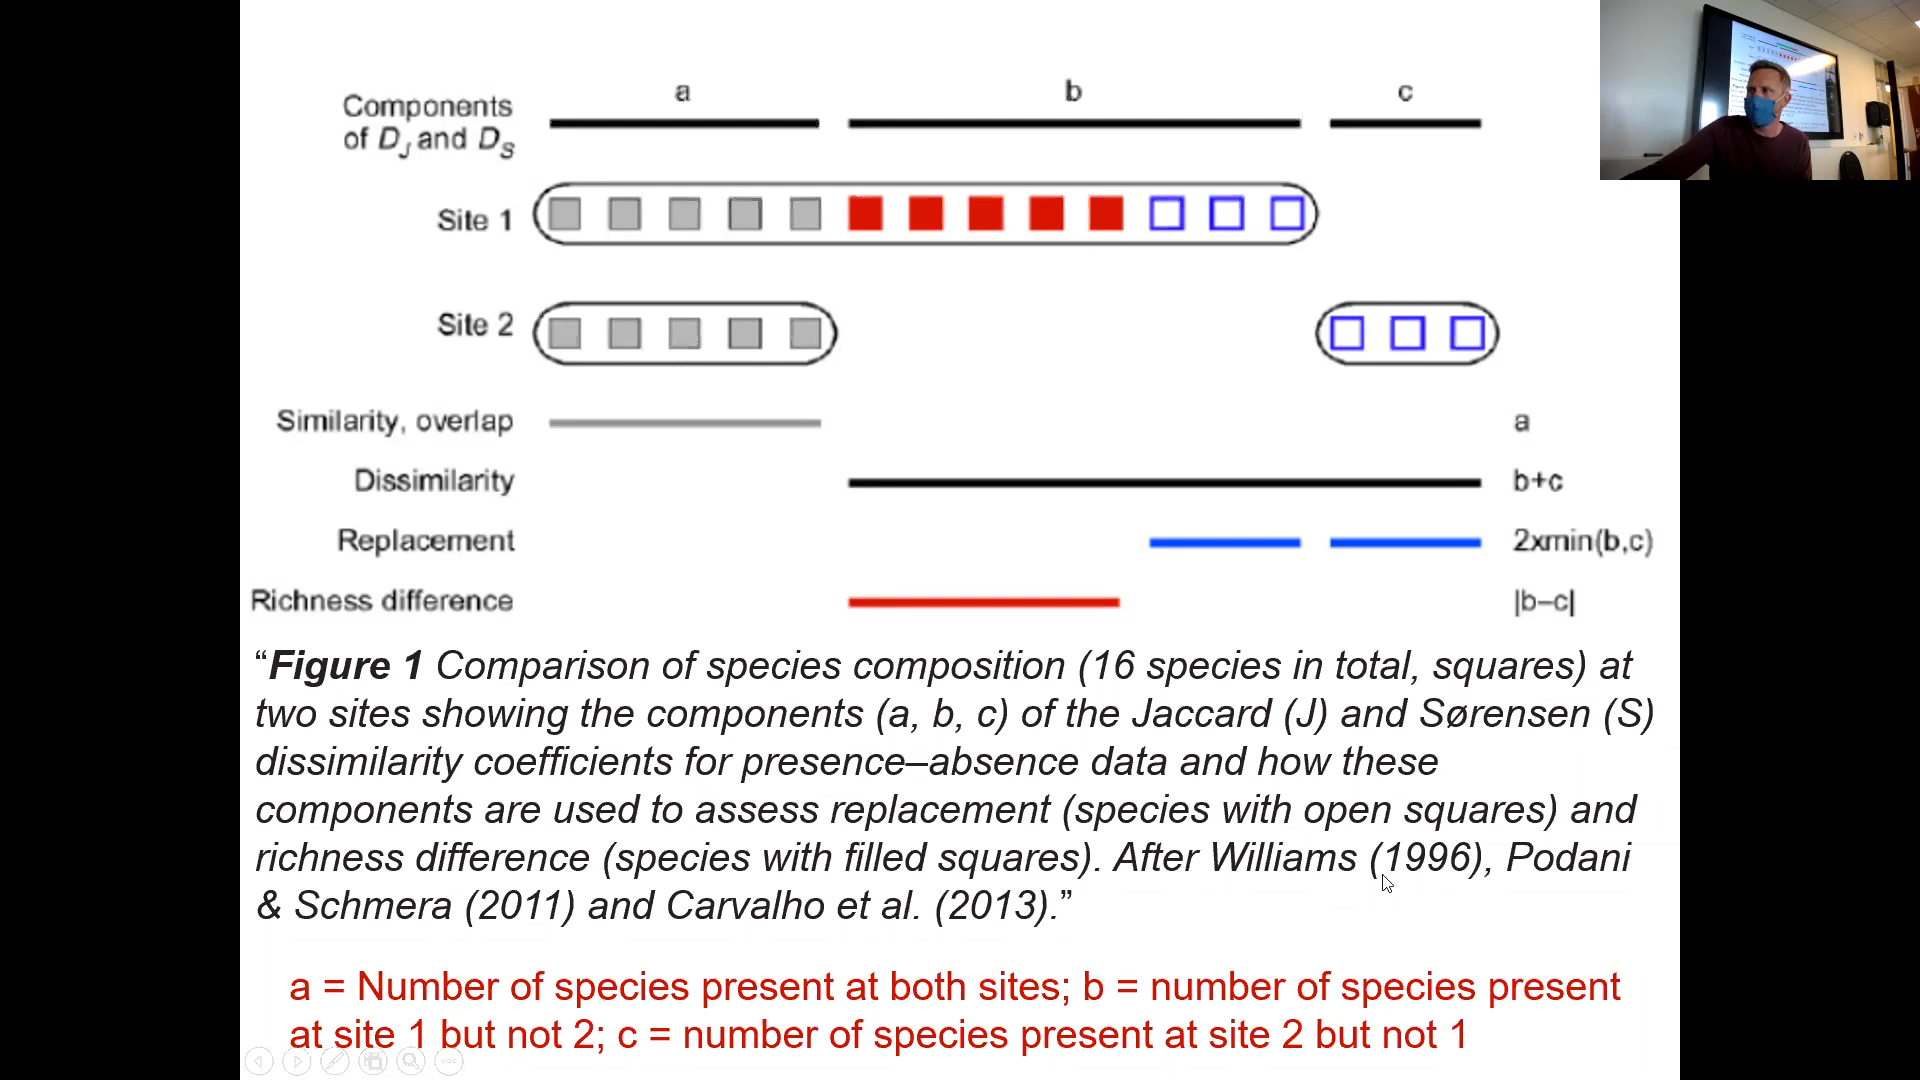 a b c
Components
of DJ and DS
Site 1
Site 2
Similarity, overlap a
Dissimilarity b+c
Replacement 2xmin(b,c)
Richness difference |b–c|
“Figure 1 Comparison of species composition (16 species in total, squares) at
two sites showing the components (a, b, c) of the Jaccard (J) and Sørensen (S)
dissimilarity coefficients for presence–absence data and how these
components are used to assess replacement (species with open squares) and
richness difference (species with filled squares). After Williams (1996), Podani
& Schmera (2011) and Carvalho et al. (2013).”
a = Number of species present at both sites; b = number of species present
at site 1 but not 2; c = number of species present at site 2 but not 1